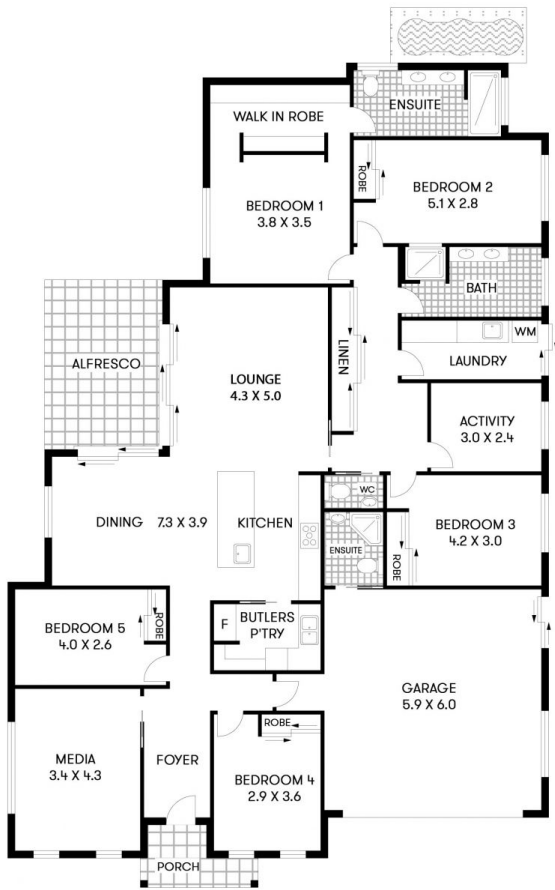 ENSUITE
WALK IN ROBE
ROBE
BEDROOM 2
5.1 X 2.8
BEDROOM 1
3.8 X 3.5
BATH
WM
LAUNDRY
LINEN
ALFRESCO
LOUNGE
4.3 X 5.0
ACTIVITY
3.0 X 2.4
WC
DINING 7.3 X 3.9
KITCHEN
BEDROOM 3
4.2 X 3.0
ENSUITE
ROBE
BEDROOM 5
4.0 X 2.6
ROBE
F
BUTLERS
P'TRY
GARAGE
5.9 X 6.0
ROBE
MEDIA
3.4 X 4.3
FOYER
BEDROOM 4
2.9 X 3.6
PORCH